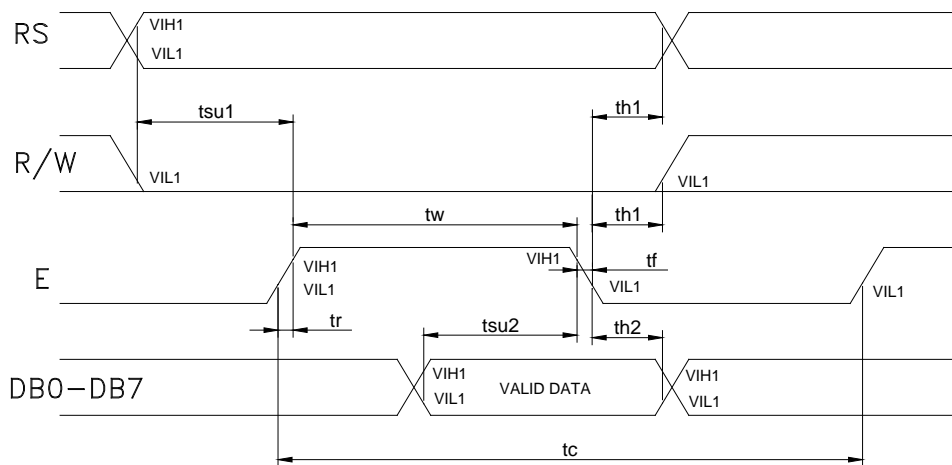 RS
VIH1
VIL1
tsu1
th1
R/W
VIL1
VIL1
tw
th1
E
VIH1
VIL1
VIH1
tf
VIL1
VIL1
tr
tsu2
th2
DB0-DB7
VIH1
VIL1
VALID DATA
VIH1
VIL1
tc